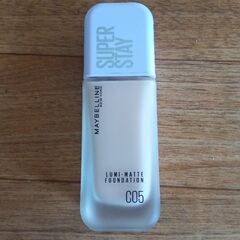 SUPER
STAY
MAYBELLINE
NEW YORK
LUMI-MATTE
FOUNDATION
C05